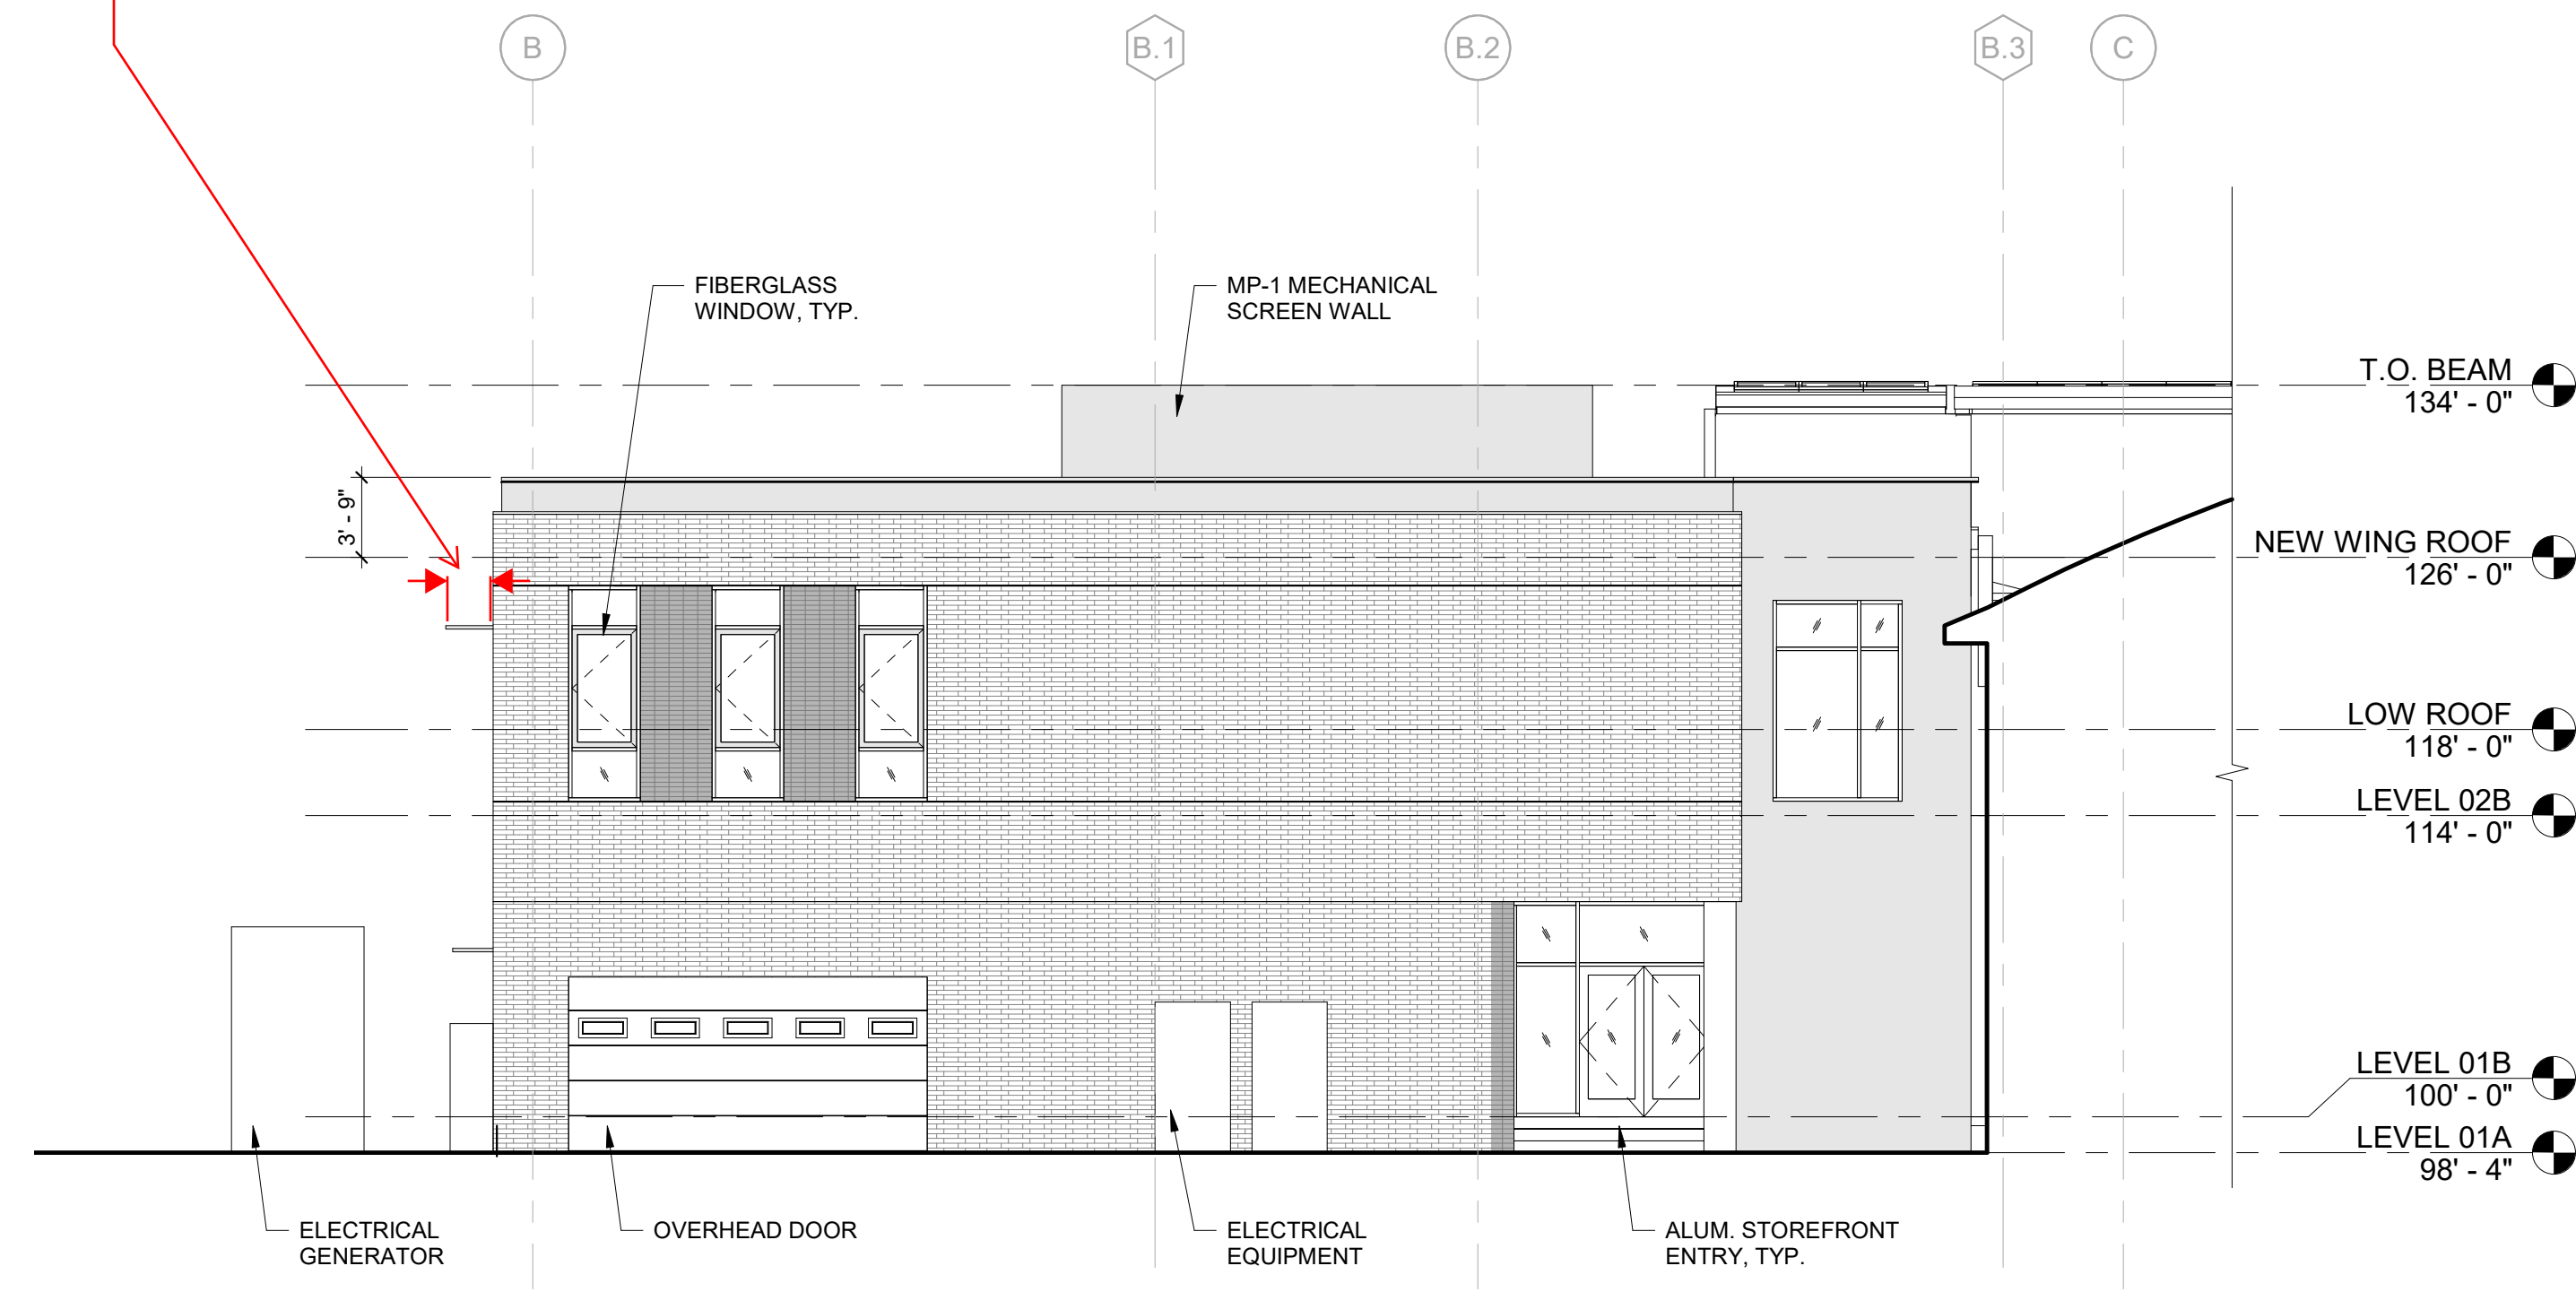 B
B.1
B.2
B.3
C
FIBERGLASS
WINDOW, TYP.
MP-1 MECHANICAL
SCREEN WALL
T.O. BEAM
134' - 0"
3' - 9"
NEW WING ROOF
126' - 0"
LOW ROOF
118' - 0"
LEVEL 02B
114' - 0"
LEVEL 01B
100' - 0"
LEVEL 01A
98' - 4"
ELECTRICAL
GENERATOR
OVERHEAD DOOR
ELECTRICAL
EQUIPMENT
ALUM. STOREFRONT
ENTRY, TYP.